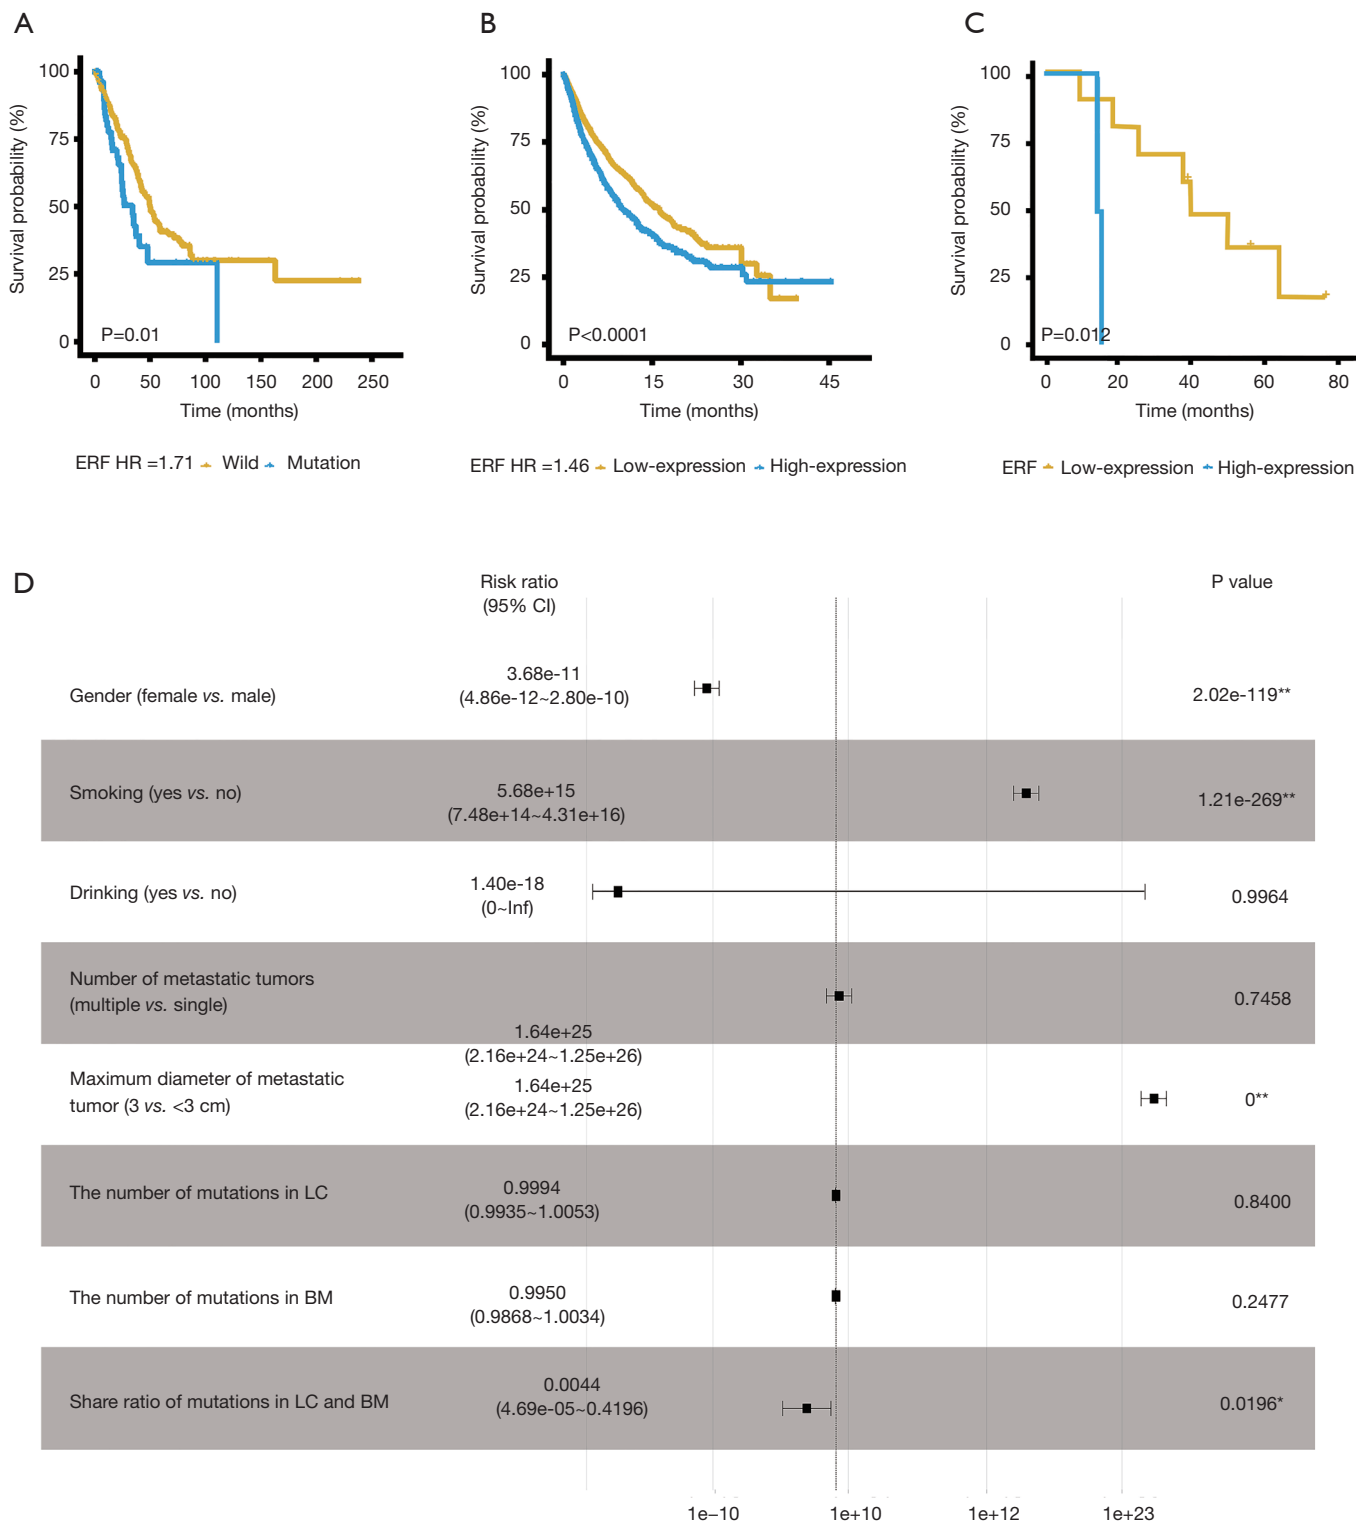 A
B
C
Survival probability (%)
100
75
50
25
0
P=0.01
0 50 100 150 200 250
Time (months)
ERF HR =1.71 Wild Mutation
Survival probability (%)
100
75
50
25
0
P<0.0001
0 15 30 45
Time (months)
ERF HR =1.46 Low-expression High-expression
Survival probability (%)
100
75
50
25
0
P=0.012
0 20 40 60 80
Time (months)
ERF Low-expression High-expression
D
Risk ratio
(95% CI)
P value
Gender (female vs. male)
3.68e-11
(4.86e-12~2.80e-10)
2.02e-119**
Smoking (yes vs. no)
5.68e+15
(7.48e+14~4.31e+16)
1.21e-269**
Drinking (yes vs. no)
1.40e-18
(0~Inf)
0.9964
Number of metastatic tumors
(multiple vs. single)
1.64e+25
(2.16e+24~1.25e+26)
0.7458
Maximum diameter of metastatic
tumor (3 vs. <3 cm)
1.64e+25
(2.16e+24~1.25e+26)
0**
The number of mutations in LC
0.9994
(0.9935~1.0053)
0.8400
The number of mutations in BM
0.9950
(0.9868~1.0034)
0.2477
Share ratio of mutations in LC and BM
0.0044
(4.69e-05~0.4196)
0.0196*
1e−10 1e+10 1e+12 1e+23